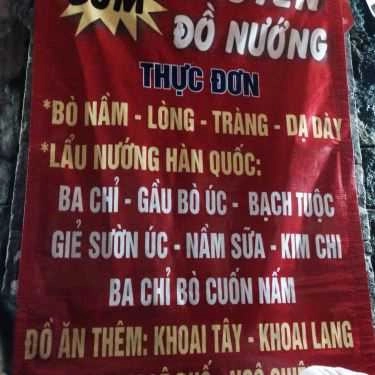 ĐỒ NƯỚNG
THỰC ĐƠN
*BÒ NẦM - LÒNG - TRÀNG - DẠ DÀY
*LẨU NƯỚNG HÀN QUỐC:
BA CHỈ - GẦU BÒ ÚC - BẠCH TUỘC
GIẺ SƯỜN ÚC - NẦM SỮA - KIM CHI
BA CHỈ BÒ CUỐN NẤM
ĐỒ ĂN THÊM: KHOAI TÂY - KHOAI LANG